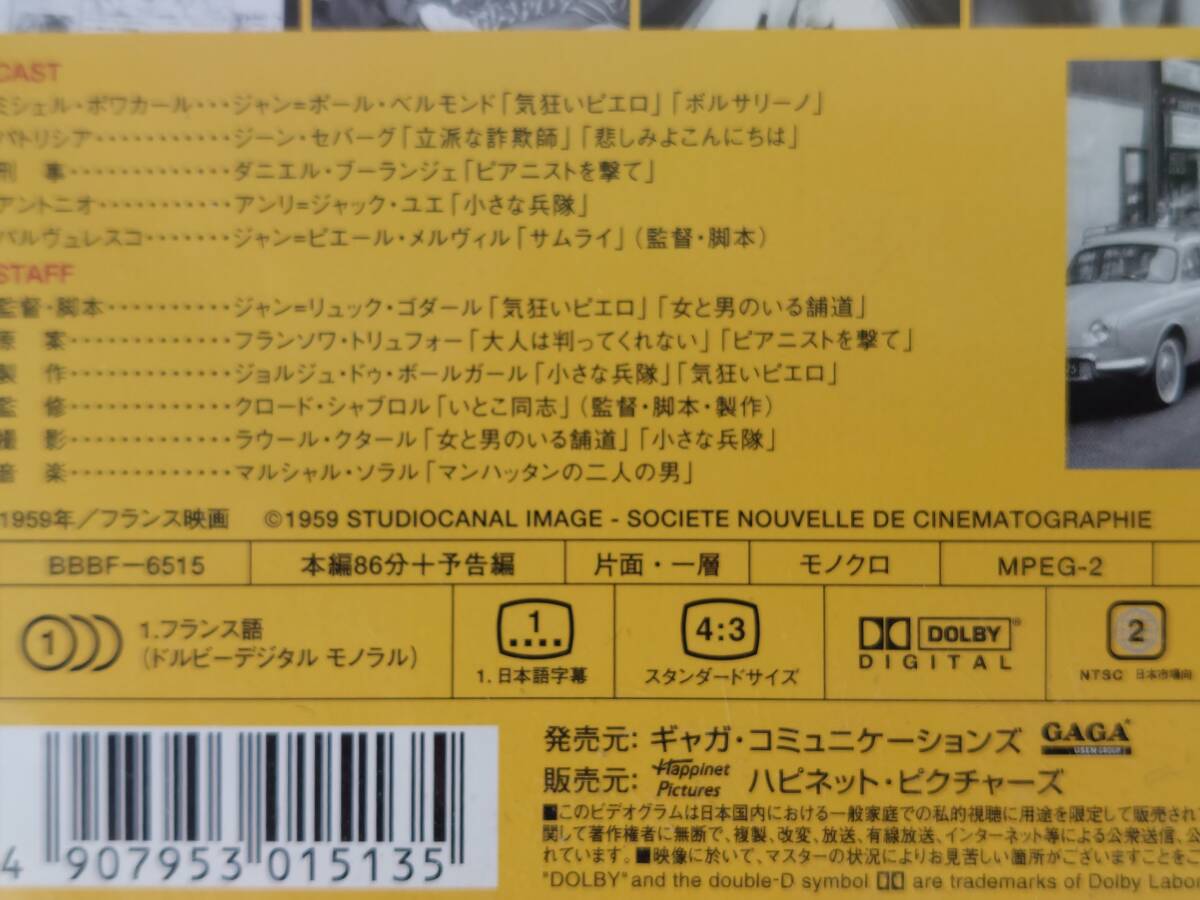 CAST
ミシェル・ポワカール・・・ジャン=ポール・ベルモンド「気狂いピエロ」「ボルサリーノ」
パトリシア・・・・・・・・・・・・ジーン・セバーグ「立派な詐欺師」「悲しみよこんにちは」
刑 事・・・・・・・・・・・・・ダニエル・ブーランジェ「ピアニストを撃て」
アントニオ・・・・・・・・・・・アンリ=ジャック・ユエ「小さな兵隊」
パルヴュレスコ・・・・・・・ジャン=ピエール・メルヴィル「サムライ」(監督・脚本)
STAFF
監督・脚本・・・・・・・・・・ジャン=リュック・ゴダール「気狂いピエロ」「女と男のいる舗道」
原 案・・・・・・・・・・・・・フランソワ・トリュフォー「大人は判ってくれない」「ピアニストを撃て」
製 作・・・・・・・・・・・・・ジョルジュ・ドゥ・ボールガール「小さな兵隊」「気狂いピエロ」
監 修・・・・・・・・・・・・・クロード・シャブロル「いとこ同志」(監督・脚本・製作)
撮 影・・・・・・・・・・・・・ラウール・クタール「女と男のいる舗道」「小さな兵隊」
音 楽・・・・・・・・・・・・・マルシャル・ソラル「マンハッタンの二人の男」
1959年/フランス映画 ©1959 STUDIOCANAL IMAGE - SOCIETE NOUVELLE DE CINEMATOGRAPHIE
BBBF-6515 本編86分+予告編 片面・一層 モノクロ MPEG-2
1 1.フランス語
(ドルビーデジタル モノラル)
1
1.日本語字幕
4:3
スタンダードサイズ
DOLBY®
DIGITAL
2
NTSC 日本市場向
発売元:ギャガ・コミュニケーションズ GAGA
USEN GROUP
販売元:Happinet Pictures ハピネット・ピクチャーズ
■このビデオグラムは日本国内における一般家庭での私的視聴に用途を限定して販売され
関して著作権者に無断で、複製、改変、放送、有線放送、インターネット等による公衆送信、公
れています。■映像に於いて、マスターの状況によりお見苦しい箇所がございますことをご
"DOLBY"and the double-D symbol are trademarks of Dolby Labor
4 907953 015135